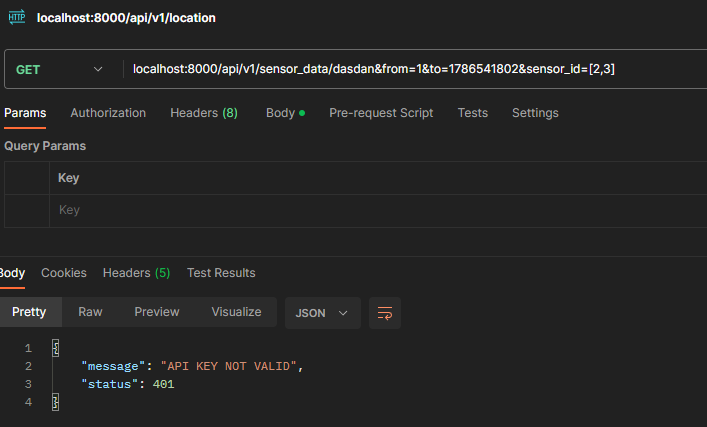 HTTP localhost:8000/api/v1/location
GET localhost:8000/api/v1/sensor_data/dasdan&from=1&to=1786541802&sensor_id=[2,3]
Params Authorization Headers (8) Body Pre-request Script Tests Settings
Query Params
Key
Key
Body Cookies Headers (5) Test Results
Pretty Raw Preview Visualize JSON
1 {
2 "message": "API KEY NOT VALID",
3 "status": 401
4 }